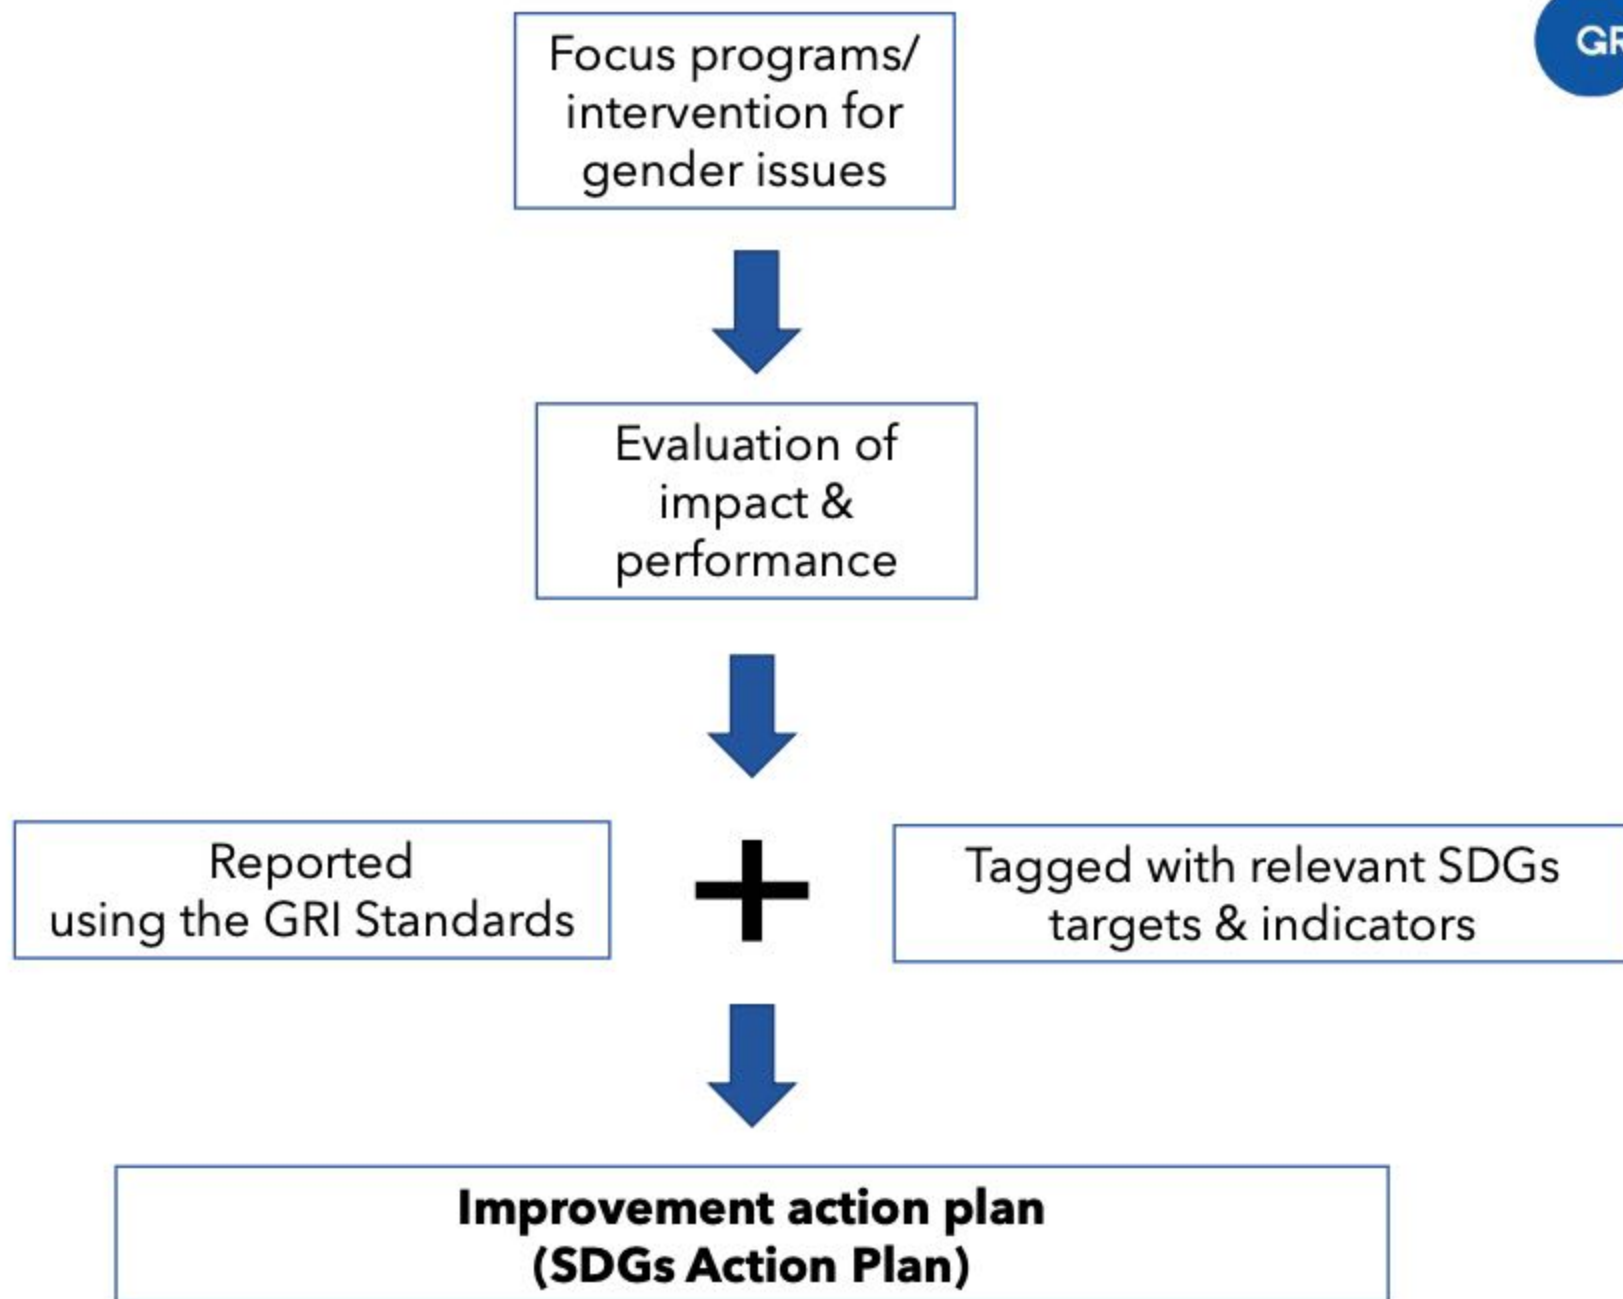 GR
Focus programs/
intervention for
gender issues
Evaluation of
impact &
performance
Reported
using the GRI Standards
+
Tagged with relevant SDGs
targets & indicators
Improvement action plan
(SDGs Action Plan)